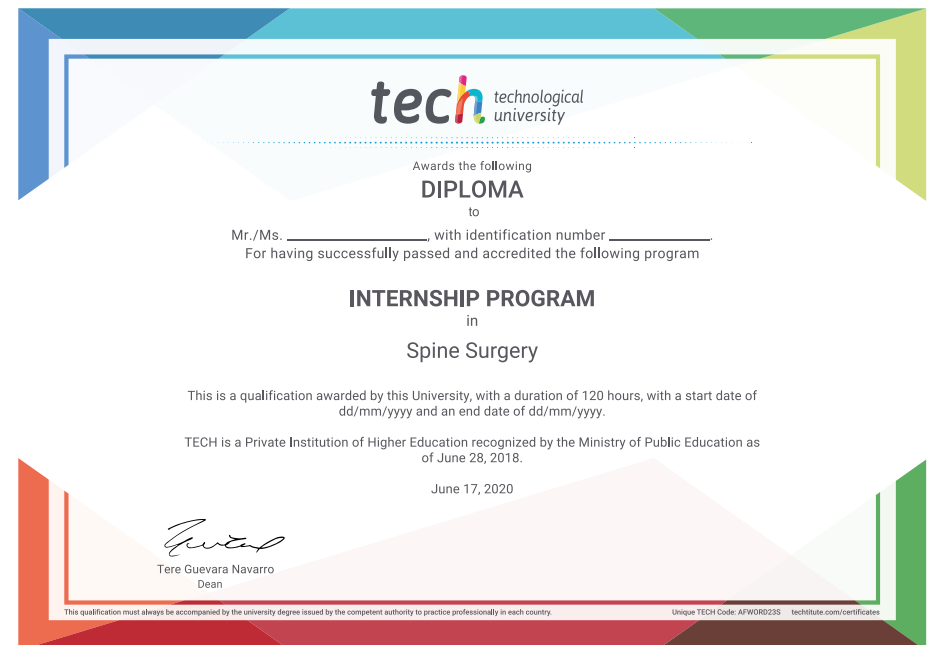 tech technological
university
Awards the following
DIPLOMA
to
Mr./Ms. ____________________, with identification number ______________.
For having successfully passed and accredited the following program
INTERNSHIP PROGRAM
in
Spine Surgery
This is a qualification awarded by this University, with a duration of 120 hours, with a start date of
dd/mm/yyyy and an end date of dd/mm/yyyy.
TECH is a Private Institution of Higher Education recognized by the Ministry of Public Education as
of June 28, 2018.
June 17, 2020
Tere Guevara Navarro
Dean
This qualification must always be accompanied by the university degree issued by the competent authority to practice professionally in each country. Unique TECH Code: AFWORD23S techtitute.com/certificates